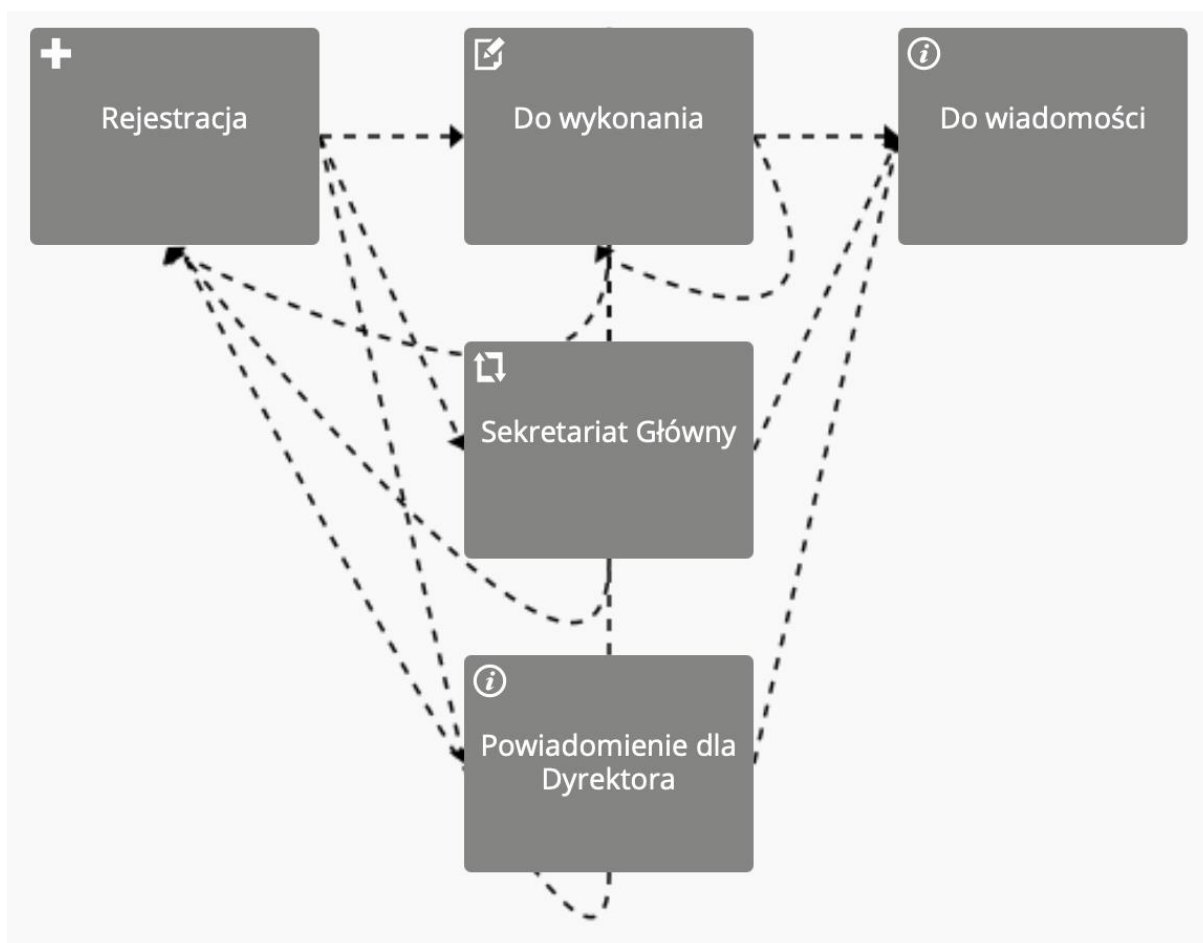 Rejestracja
Do wykonania
Do wiadomości
Sekretariat Główny
Powiadomienie dla
Dyrektora